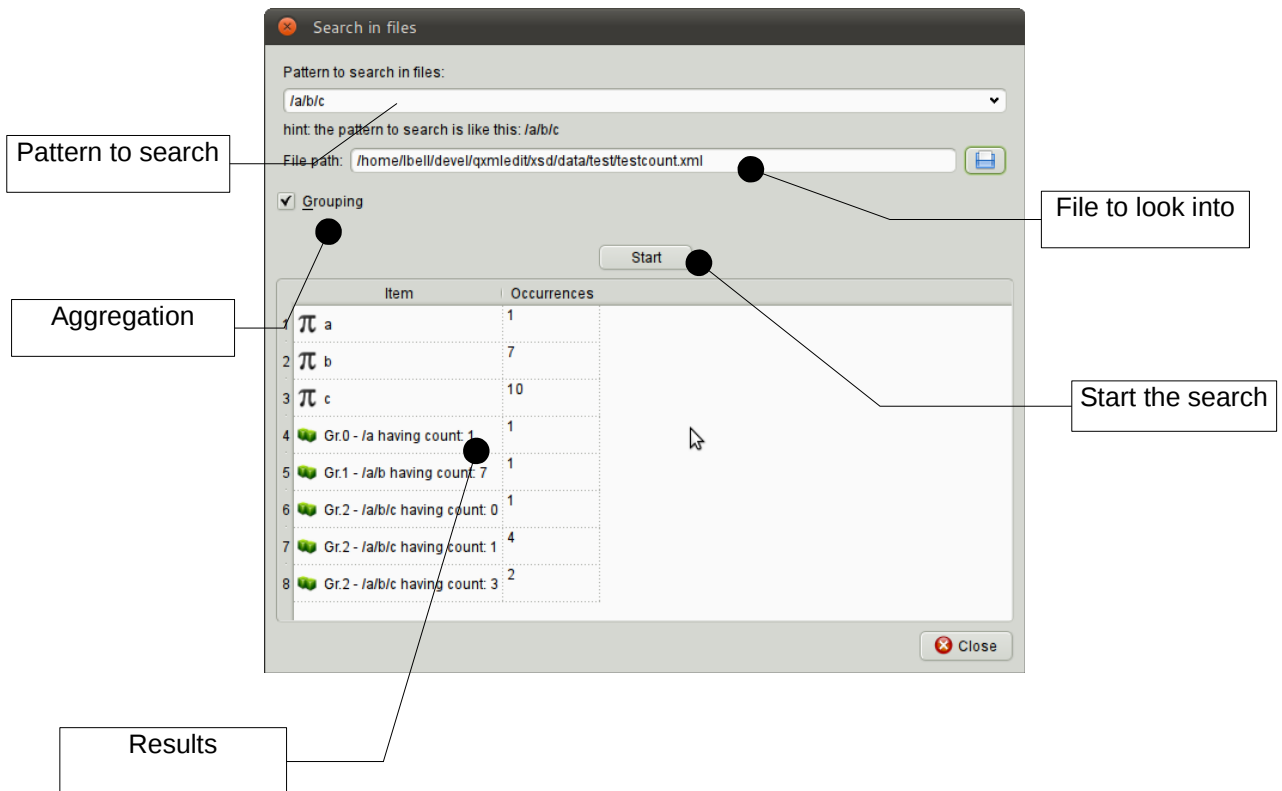 Search in files
Pattern to search in files:
/a/b/c
hint: the pattern to search is like this: /a/b/c
Pattern to search
File path: /home/lbell/devel/qxmledit/xsd/data/test/testcount.xml
Grouping
File to look into
Start
Item Occurrences
Aggregation
1 a 1
2 b 7
3 c 10
Start the search
4 Gr.0 - /a having count: 1 1
5 Gr.1 - /a/b having count: 7 1
6 Gr.2 - /a/b/c having count: 0 1
7 Gr.2 - /a/b/c having count: 1 4
8 Gr.2 - /a/b/c having count: 3 2
Close
Results